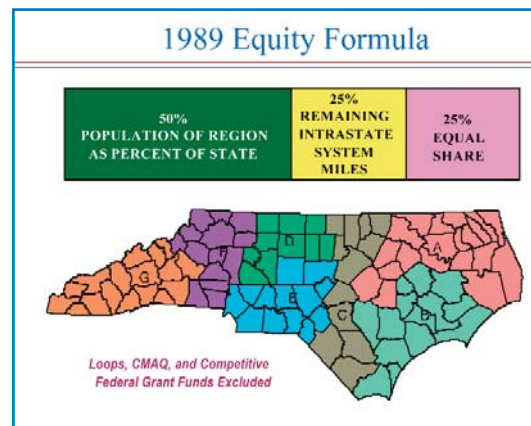 1989 Equity Formula
50%
POPULATION OF REGION
AS PERCENT OF STATE
25%
REMAINING
INTRASTATE
SYSTEM
MILES
25%
EQUAL
SHARE
D
A
F
G
E
C
B
Loops, CMAQ, and Competitive
Federal Grant Funds Excluded